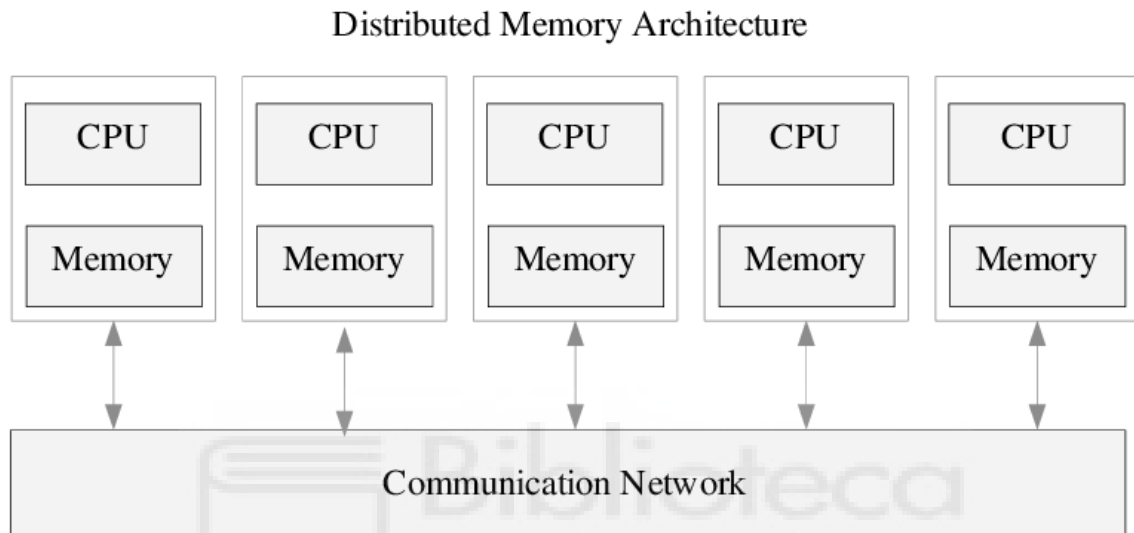 Distributed Memory Architecture
CPU CPU CPU CPU CPU
Memory Memory Memory Memory Memory
Communication Network
Biblioteca